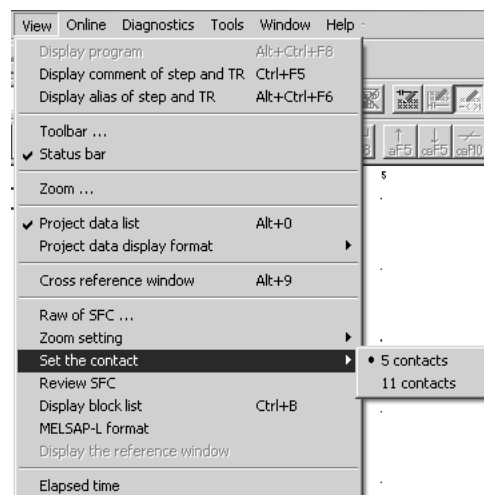 View Online Diagnostics Tools Window Help
Display program Alt+Ctrl+F8
Display comment of step and TR Ctrl+F5
Display alias of step and TR Alt+Ctrl+F6
Toolbar ...
Status bar
Zoom ...
Project data list Alt+0
Project data display format
Cross reference window Alt+9
Raw of SFC ...
Zoom setting
Set the contact
5 contacts
11 contacts
Review SFC
Display block list Ctrl+B
MELSAP-L format
Display the reference window
Elapsed time
aF5 caF5 caF10
5